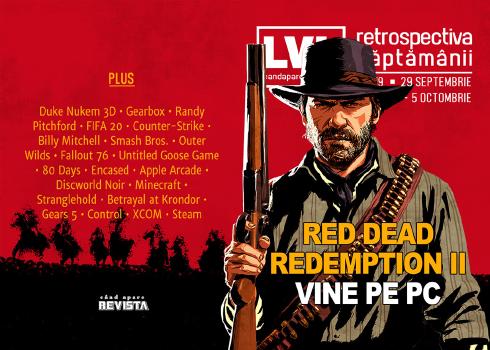 PLUS
Duke Nukem 3D • Gearbox • Randy
Pitchford • FIFA 20 • Counter-Strike •
Billy Mitchell • Smash Bros. • Outer
Wilds • Fallout 76 • Untitled Goose Game
• 80 Days • Encased • Apple Arcade •
Discworld Noir • Minecraft •
Stranglehold • Betrayal at Krondor •
Gears 5 • Control • XCOM • Steam
când apare
REVISTA
retrospectiva
săptămânii
29 SEPTEMBRIE
- 5 OCTOMBRIE
RED DEAD
REDEMPTION II
VINE PE PC